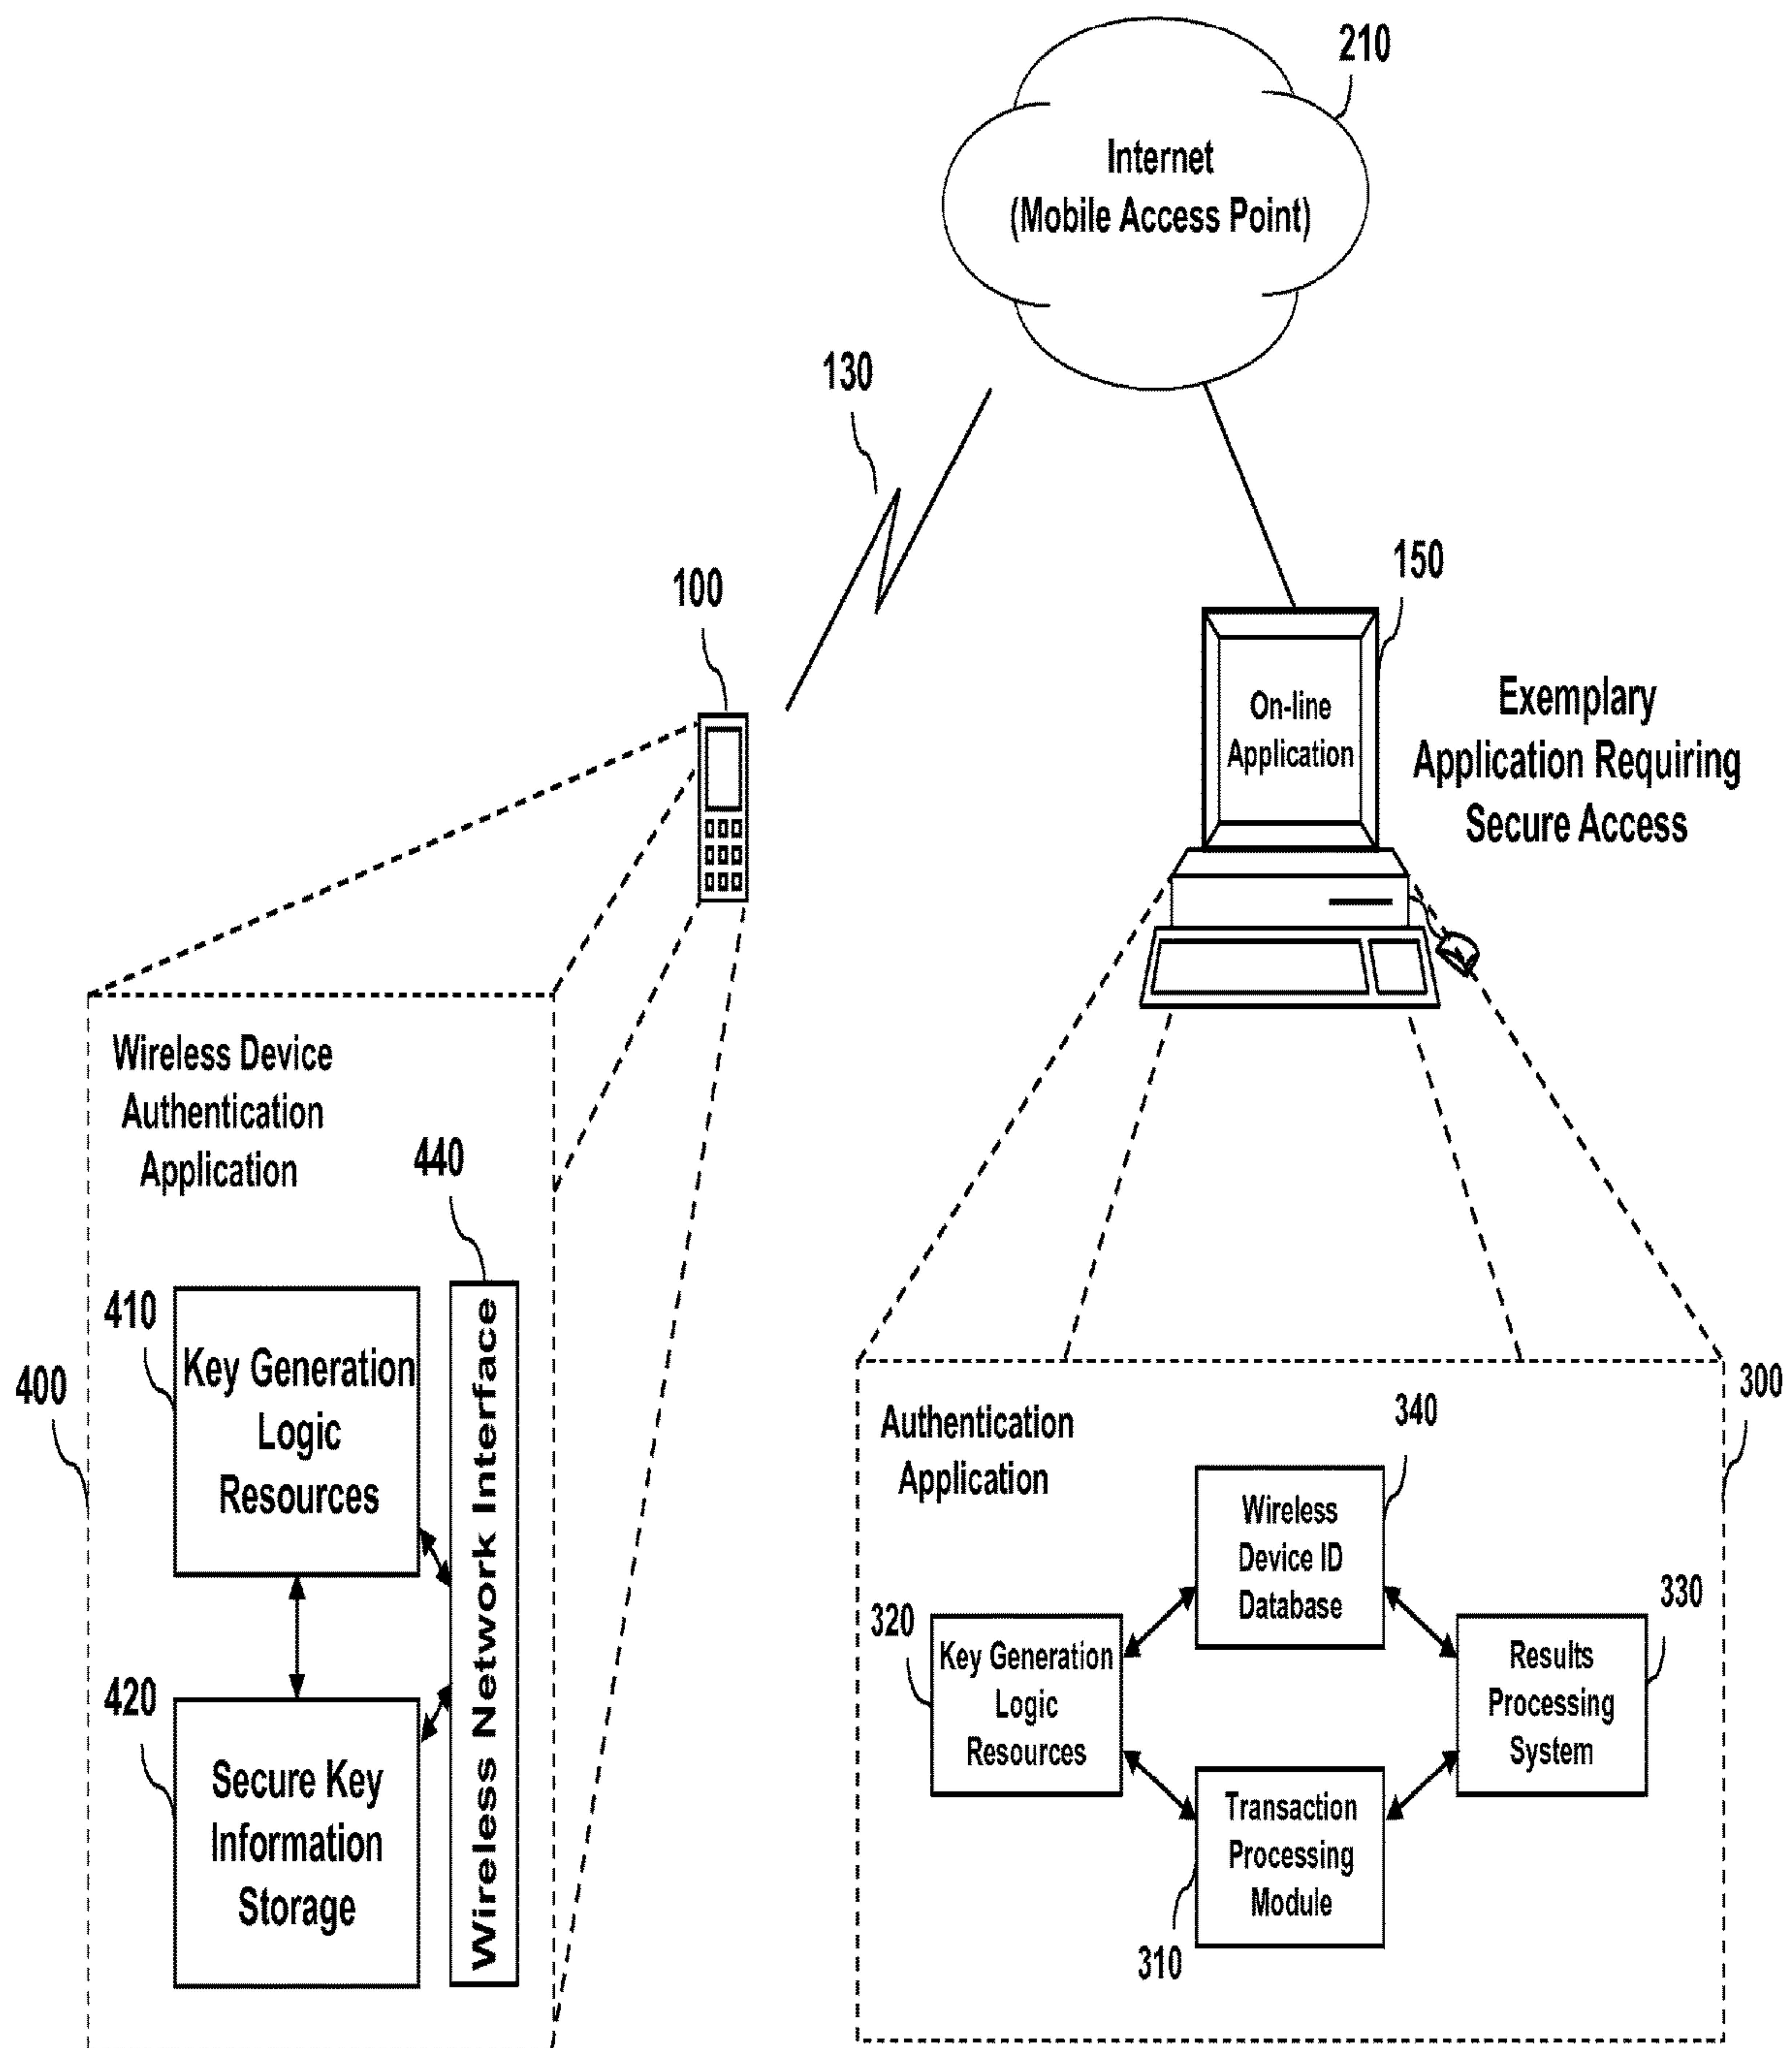 210
Internet
(Mobile Access Point)
130
100
150
On-line
Application
Exemplary
Application Requiring
Secure Access
Wireless Device
Authentication
Application
440
410
Key Generation
Logic
Resources
Wireless Network Interface
400
420
Secure Key
Information
Storage
300
Authentication
Application
340
Wireless
Device ID
Database
320
Key Generation
Logic
Resources
330
Results
Processing
System
Transaction
Processing
Module
310